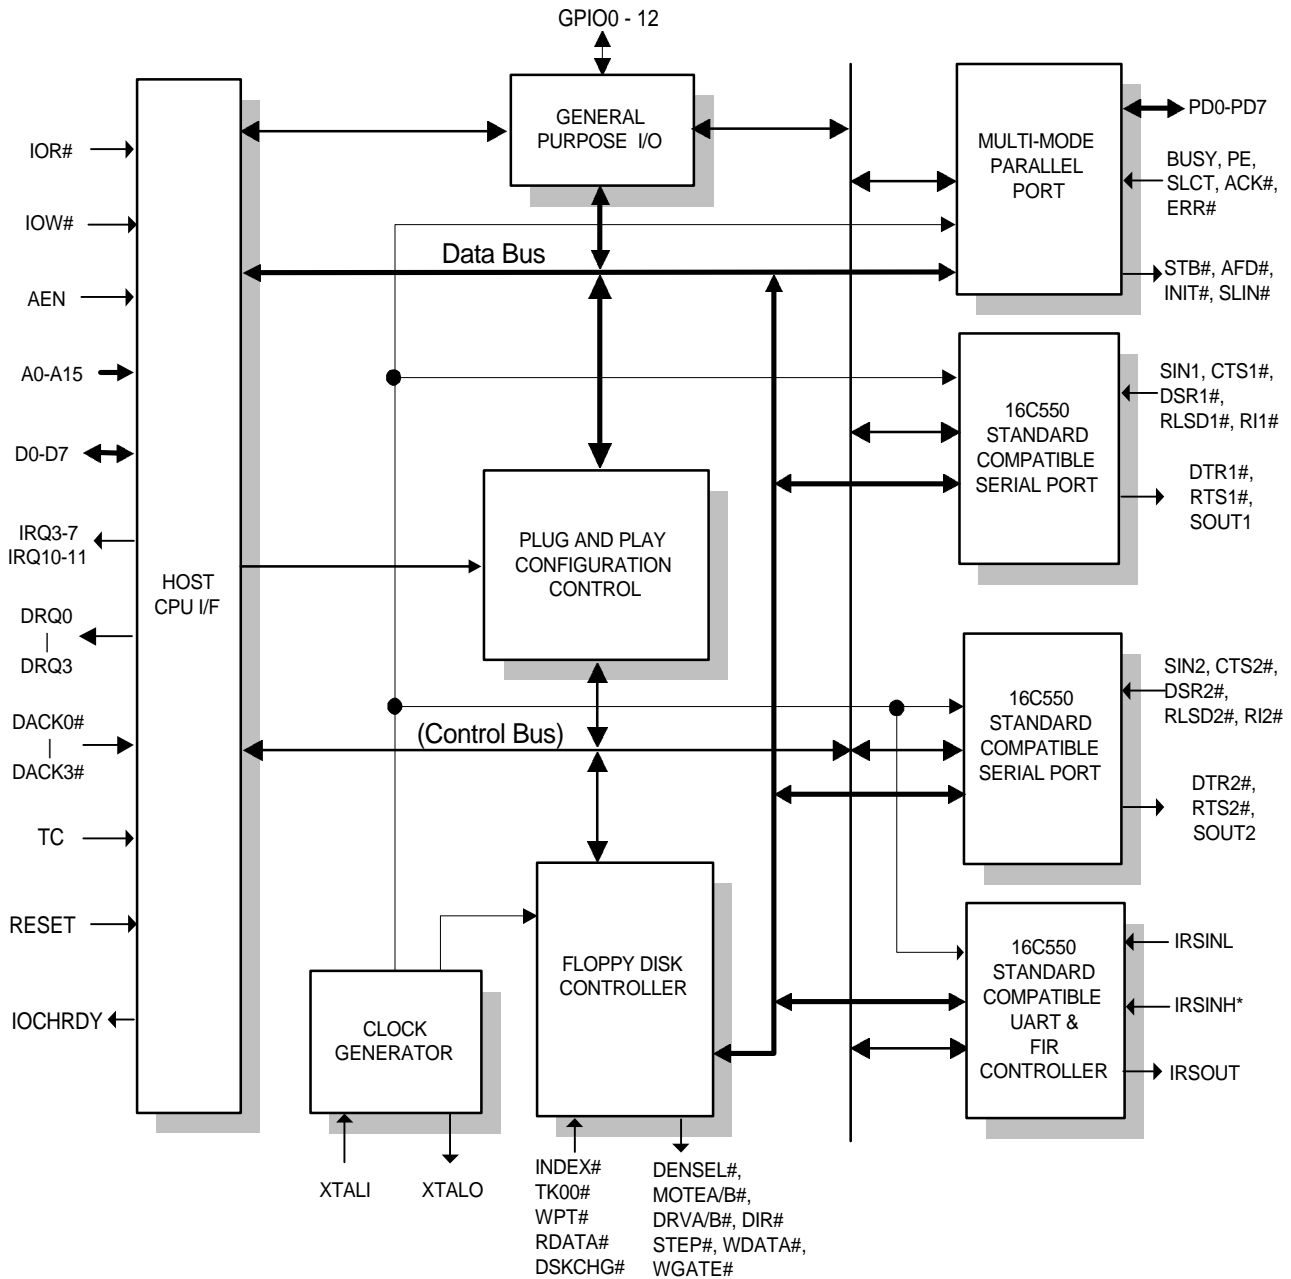 GPIO0 - 12
GENERAL
PURPOSE I/O
MULTI-MODE
PARALLEL
PORT
PD0-PD7
BUSY, PE,
SLCT, ACK#,
ERR#
STB#, AFD#,
INIT#, SLIN#
IOR#
IOW#
AEN
A0-A15
D0-D7
IRQ3-7
IRQ10-11
DRQ0
|
DRQ3
DACK0#
|
DACK3#
TC
RESET
IOCHRDY
HOST
CPU I/F
Data Bus
16C550
STANDARD
COMPATIBLE
SERIAL PORT
SIN1, CTS1#,
DSR1#,
RLSD1#, RI1#
DTR1#,
RTS1#,
SOUT1
PLUG AND PLAY
CONFIGURATION
CONTROL
(Control Bus)
16C550
STANDARD
COMPATIBLE
SERIAL PORT
SIN2, CTS2#,
DSR2#,
RLSD2#, RI2#
DTR2#,
RTS2#,
SOUT2
FLOPPY DISK
CONTROLLER
CLOCK
GENERATOR
16C550
STANDARD
COMPATIBLE
UART &
FIR
CONTROLLER
IRSINL
IRSINH*
IRSOUT
XTALI
XTALO
INDEX#
TK00#
WPT#
RDATA#
DSKCHG#
DENSEL#,
MOTEA/B#,
DRVA/B#, DIR#
STEP#, WDATA#,
WGATE#